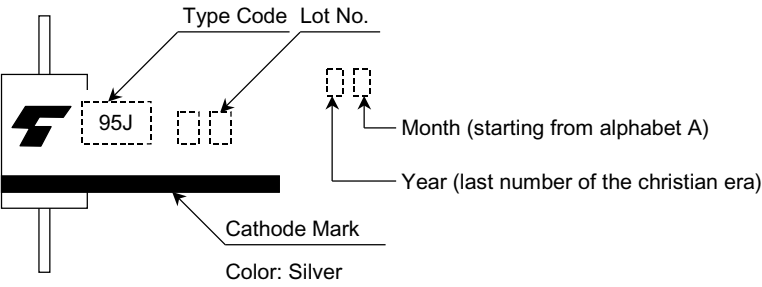 Type Code
Lot No.
95J
Month (starting from alphabet A)
Year (last number of the christian era)
Cathode Mark
Color: Silver